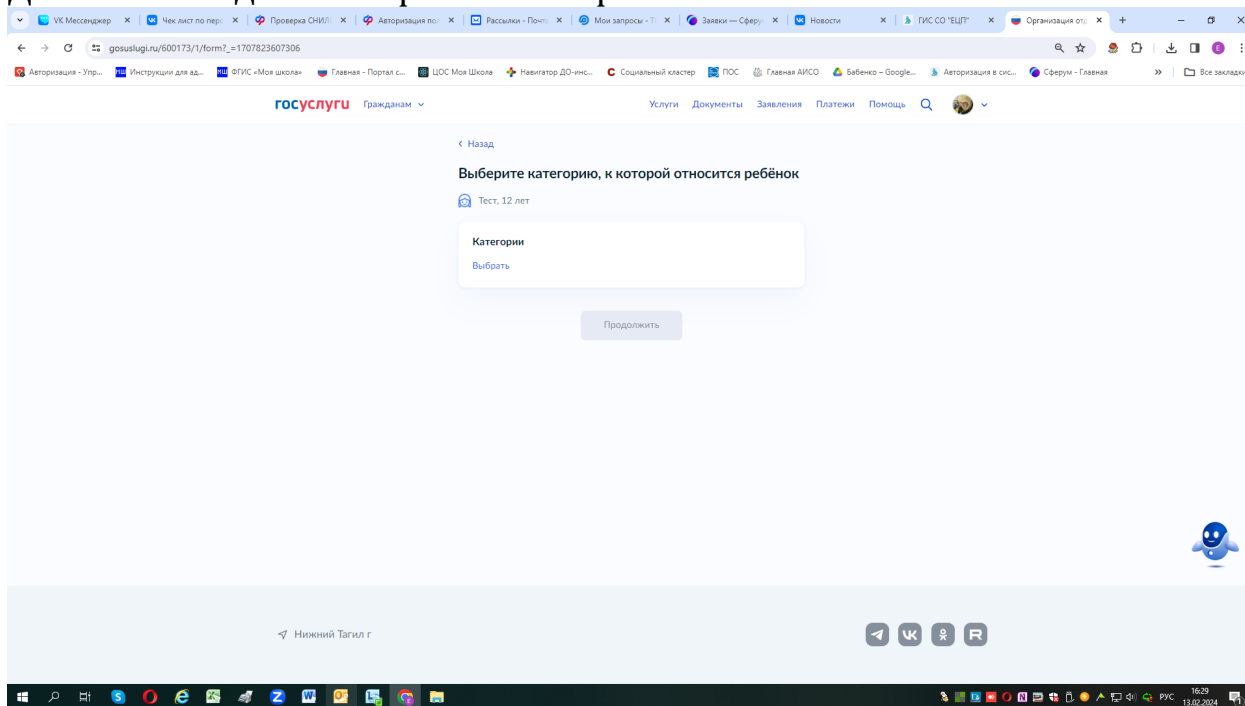 VK Мессенджер
Чек лист по перс
Проверка СНИЛС
Авторизация пол
Рассылки - Почта
Мои запросы - Т
Заявки — Сферу
Новости
ГИС СО "ЕЦП"
Организация отд
gosuslugi.ru/600173/1/form?_=1707823607306
Авторизация - Упр...
Инструкции для ад...
ФГИС «Моя школа»
Главная - Портал с...
ЦОС Моя Школа
Навигатор ДО-инс...
Социальный кластер
ПОС
Главная АИСО
Бабенко – Google...
Авторизация в сис...
Сферум - Главная
»
Все закладки
госуслуги
Гражданам
Услуги Документы Заявления Платежи Помощь
Назад
Выберите категорию, к которой относится ребёнок
Тест, 12 лет
Категории
Выбрать
Продолжить
Нижний Тагил г
РУС
16:29
13.02.2024